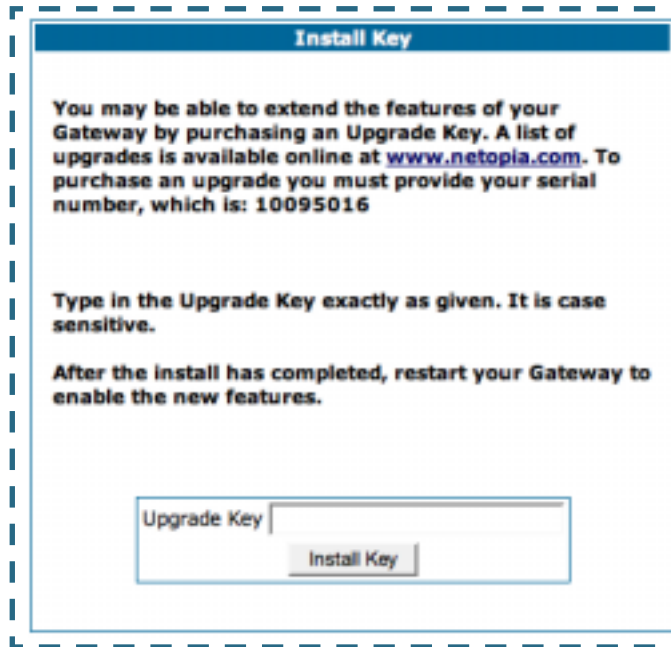 Install Key
You may be able to extend the features of your
Gateway by purchasing an Upgrade Key. A list of
upgrades is available online at www.netopia.com. To
purchase an upgrade you must provide your serial
number, which is: 10095016
Type in the Upgrade Key exactly as given. It is case
sensitive.
After the install has completed, restart your Gateway to
enable the new features.
Upgrade Key
Install Key